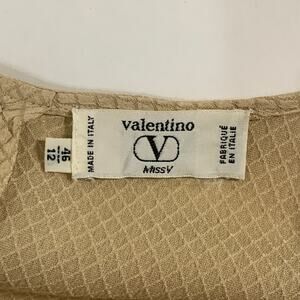 valentino
V
MissV
MADE IN ITALY
FABRIQUÉ
EN ITALIE
46
12